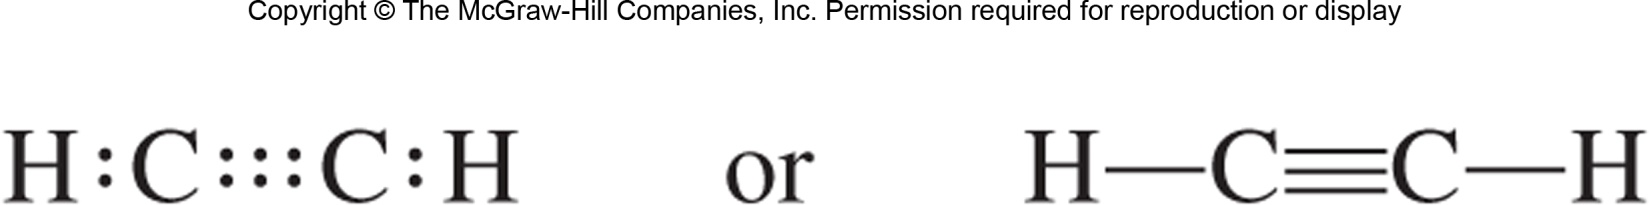 Copyright © The McGraw-Hill Companies, Inc. Permission required for reproduction or display
H:C:::C:H or H—C≡C—H